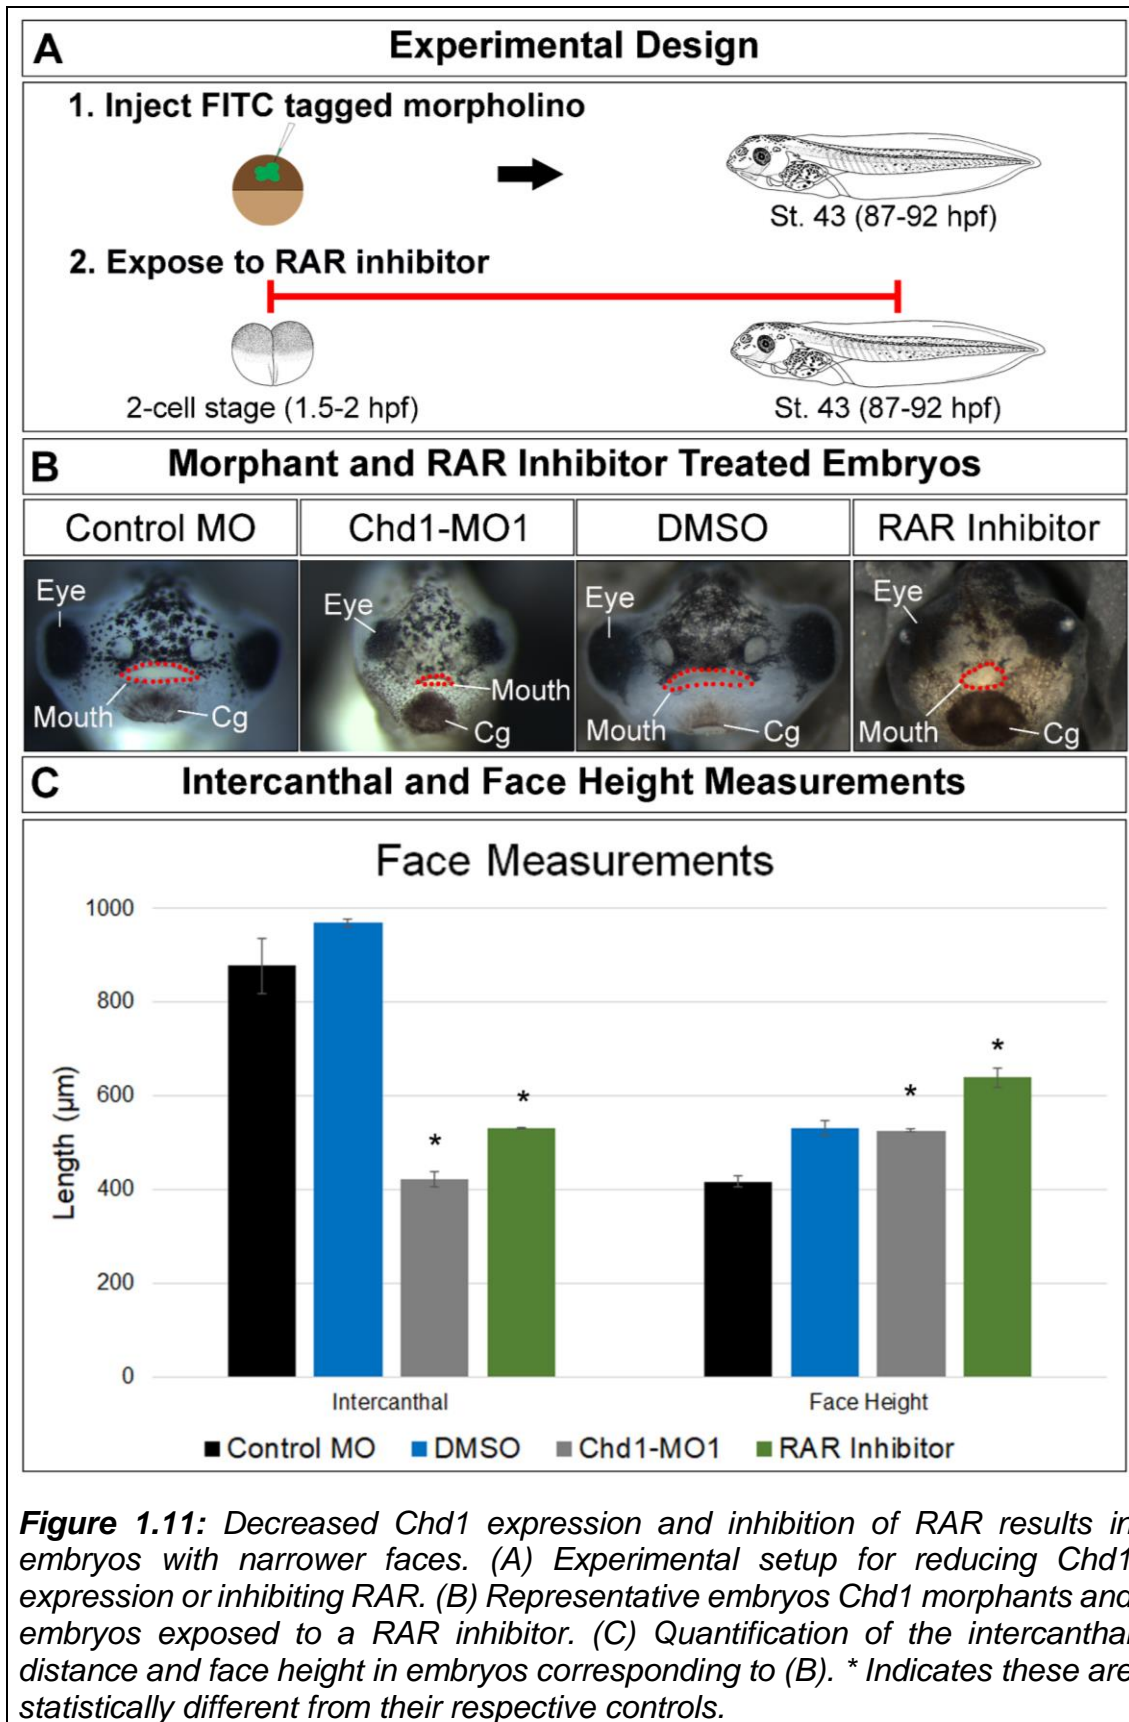 A
Experimental Design
1. Inject FITC tagged morpholino
St. 43 (87-92 hpf)
2. Expose to RAR inhibitor
2-cell stage (1.5-2 hpf)
St. 43 (87-92 hpf)
B
Morphant and RAR Inhibitor Treated Embryos
Control MO
Chd1-MO1
DMSO
RAR Inhibitor
Eye
Mouth
Cg
Eye
Mouth
Cg
Eye
Mouth
Cg
Eye
Mouth
Cg
C
Intercanthal and Face Height Measurements
Face Measurements
Length (µm)
1000
800
600
400
200
0
*
*
*
*
Intercanthal
Face Height
Control MO
DMSO
Chd1-MO1
RAR Inhibitor
Figure 1.11: Decreased Chd1 expression and inhibition of RAR results in
embryos with narrower faces. (A) Experimental setup for reducing Chd1
expression or inhibiting RAR. (B) Representative embryos Chd1 morphants and
embryos exposed to a RAR inhibitor. (C) Quantification of the intercanthal
distance and face height in embryos corresponding to (B). * Indicates these are
statistically different from their respective controls.